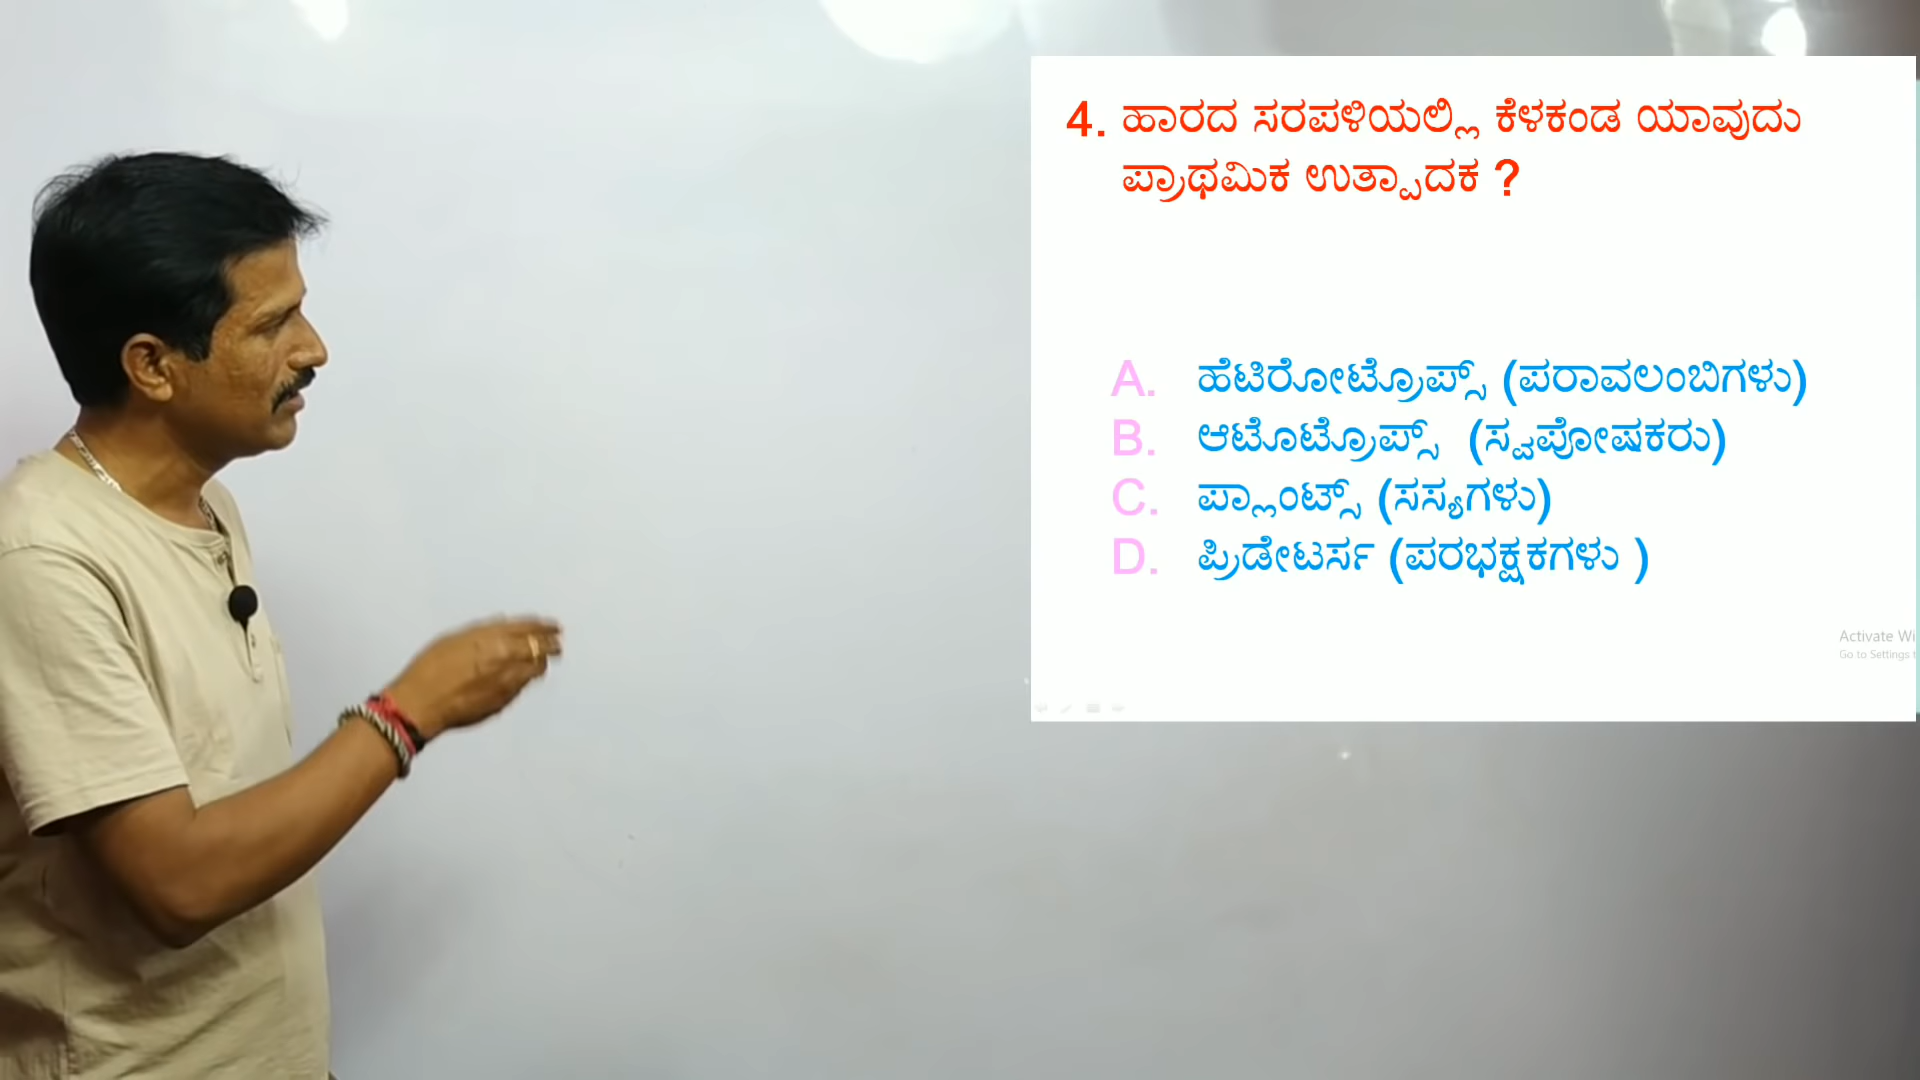 4. ಹಾರದ ಸರಪಳಿಯಲ್ಲಿ ಕೆಳಕಂಡ ಯಾವುದು
ಪ್ರಾಥಮಿಕ ಉತ್ಪಾದಕ ?
A. ಹೆಟಿರೋಟ್ರೊಪ್ಸ್ (ಪರಾವಲಂಬಿಗಳು)
B. ಆಟೊಟ್ರೊಪ್ಸ್ (ಸ್ವಪೋಷಕರು)
C. ಪ್ಲಾಂಟ್ಸ್ (ಸಸ್ಯಗಳು)
D. ಪ್ರಿಡೇಟರ್ಸ (ಪರಭಕ್ಷಕಗಳು )
Activate Wi
Go to Settings t